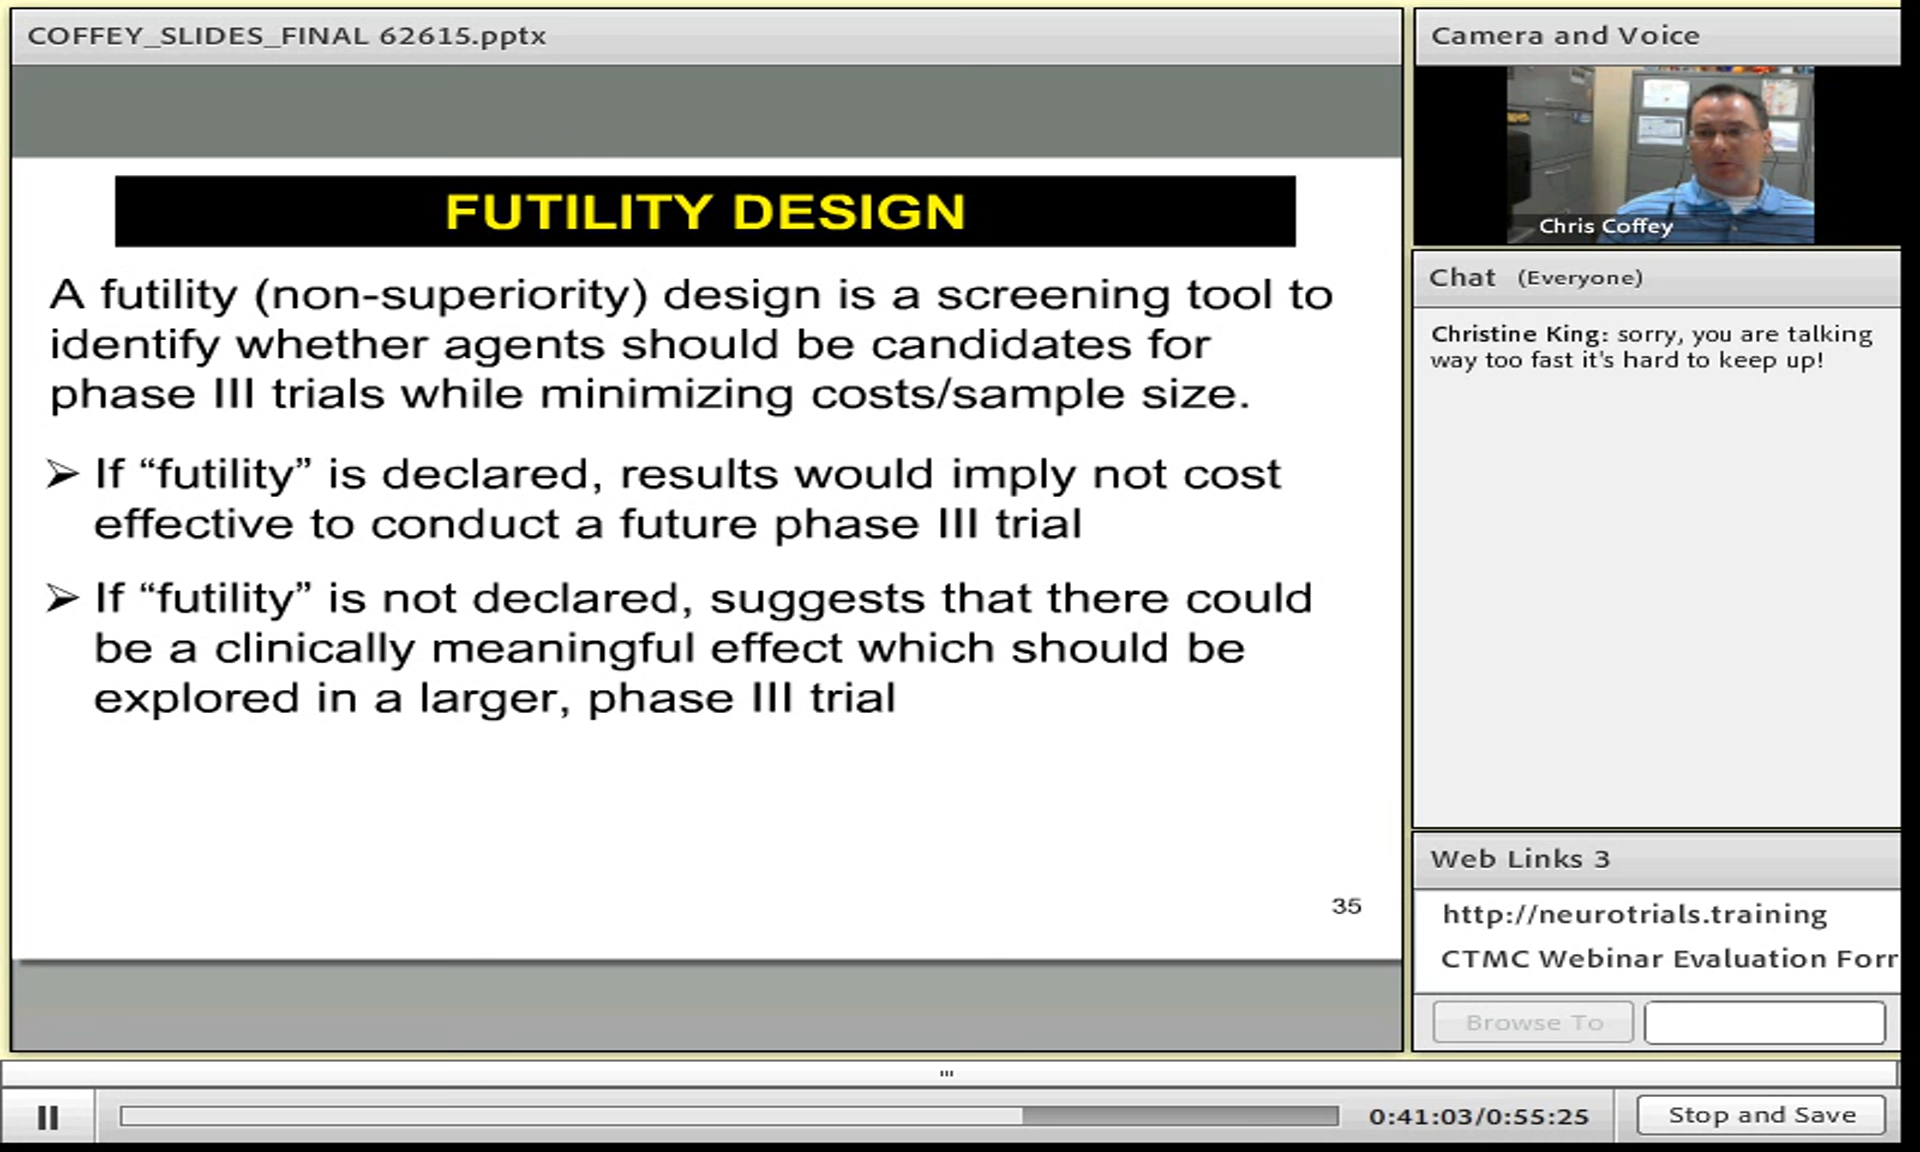 COFFEY_SLIDES_FINAL 62615.pptx
FUTILITY DESIGN
A futility (non-superiority) design is a screening tool to
identify whether agents should be candidates for
phase III trials while minimizing costs/sample size.
➢ If “futility” is declared, results would imply not cost
effective to conduct a future phase III trial
➢ If “futility” is not declared, suggests that there could
be a clinically meaningful effect which should be
explored in a larger, phase III trial
35
Camera and Voice
Chris Coffey
Chat (Everyone)
Christine King: sorry, you are talking
way too fast it's hard to keep up!
Web Links 3
http://neurotrials.training
CTMC Webinar Evaluation Forr
Browse To
0:41:03/0:55:25
Stop and Save